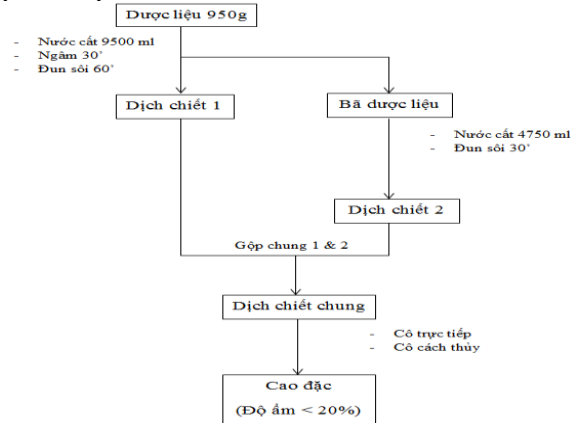 Dược liệu 950g
- Nước cất 9500 ml
- Ngâm 30'
- Đun sôi 60'
Dịch chiết 1
Bã dược liệu
- Nước cất 4750 ml
- Đun sôi 30'
Dịch chiết 2
Gộp chung 1 & 2
Dịch chiết chung
- Cô trực tiếp
- Cô cách thủy
Cao đặc
(Độ ẩm < 20%)